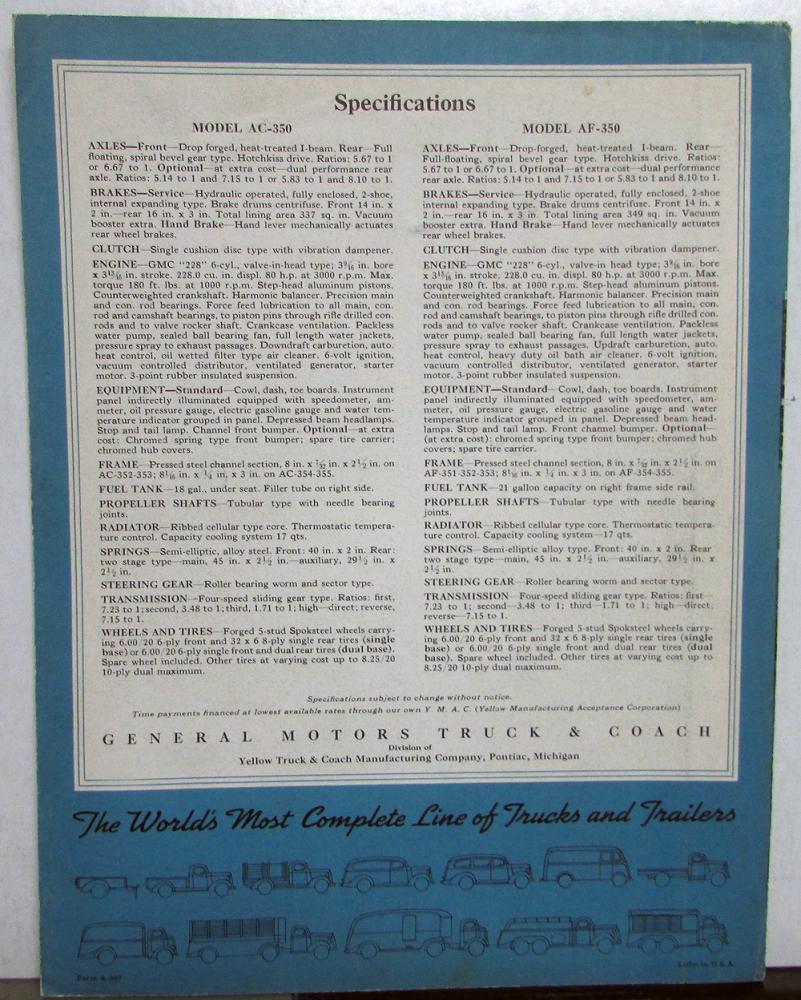 Specifications
MODEL AC-350
AXLES—Front—Drop forged, heat-treated I-beam. Rear—Full
floating, spiral bevel gear type. Hotchkiss drive. Ratios: 5.67 to 1
or 6.67 to 1. Optional—at extra cost—dual performance rear
axle. Ratios: 5.14 to 1 and 7.15 to 1 or 5.83 to 1 and 8.10 to 1.
BRAKES—Service—Hydraulic operated, fully enclosed, 2-shoe,
internal expanding type. Brake drums centrifuse. Front 14 in. x
2 in.—rear 16 in. x 3 in. Total lining area 337 sq. in. Vacuum
booster extra. Hand Brake—Hand lever mechanically actuates
rear wheel brakes.
CLUTCH—Single cushion disc type with vibration dampener.
ENGINE—GMC "228" 6-cyl., valve-in-head type; 3 9/16 in. bore
x 3 13/16 in. stroke. 228.0 cu. in. displ. 80 hp. at 3000 r.p.m. Max.
torque 180 ft. lbs. at 1000 r.p.m. Step-head aluminum pistons.
Counterweighted crankshaft. Harmonic balancer. Precision main
and con. rod bearings. Force feed lubrication to all main, con.
rod and camshaft bearings, to piston pins through rifle drilled con.
rods and to valve rocker shaft. Crankcase ventilation. Packless
water pump, sealed ball bearing fan, full length water jackets,
pressure spray to exhaust passages. Downdraft carburetion, auto.
heat control, oil wetted filter type air cleaner. 6-volt ignition,
vacuum controlled distributor, ventilated generator, starter
motor. 3-point rubber insulated suspension.
EQUIPMENT—Standard—Cowl, dash, toe boards. Instrument
panel indirectly illuminated equipped with speedometer, am-
meter, oil pressure gauge, electric gasoline gauge and water tem-
perature indicator grouped in panel. Depressed beam headlamps.
Stop and tail lamp. Channel front bumper. Optional—at extra
cost: Chromed spring type front bumper; spare tire carrier;
chromed hub covers.
FRAME—Pressed steel channel section, 8 in. x 7/32 in. x 2 1/2 in. on
AC-352-353; 8 1/16 in. x 1/4 in. x 3 in. on AC-354-355.
FUEL TANK—18 gal., under seat. Filler tube on right side.
PROPELLER SHAFTS—Tubular type with needle bearing
joints.
RADIATOR—Ribbed cellular type core. Thermostatic tempera-
ture control. Capacity cooling system 17 qts.
SPRINGS—Semi-elliptic, alloy steel. Front: 40 in. x 2 in. Rear:
two stage type—main, 45 in. x 2 1/2 in.—auxiliary, 29 1/2 in. x
2 1/2 in.
STEERING GEAR—Roller bearing worm and sector type.
TRANSMISSION—Four-speed sliding gear type. Ratios: first,
7.23 to 1; second, 3.48 to 1; third, 1.71 to 1; high—direct; reverse,
7.15 to 1.
WHEELS AND TIRES—Forged 5-stud Spoksteel wheels carry-
ing 6.00/20 6-ply front and 32 x 6 8-ply single rear tires (single
base) or 6.00/20 6-ply single front and dual rear tires (dual base).
Spare wheel included. Other tires at varying cost up to 8.25/20
10-ply dual maximum.
MODEL AF-350
AXLES—Front—Drop-forged, heat-treated I-beam. Rear—
Full-floating, spiral bevel gear type. Hotchkiss drive. Ratios:
5.67 to 1 or 6.67 to 1. Optional—at extra cost—dual performance
rear axle. Ratios: 5.14 to 1 and 7.15 to 1 or 5.83 to 1 and 8.10 to 1.
BRAKES—Service—Hydraulic operated, fully enclosed, 2-shoe
internal expanding type. Brake drums centrifuse. Front 14 in. x
2 in.—rear 16 in. x 3 in. Total lining area 349 sq. in. Vacuum
booster extra. Hand Brake—Hand lever mechanically actuates
rear wheel brakes.
CLUTCH—Single cushion disc type with vibration dampener.
ENGINE—GMC "228" 6-cyl., valve-in head type; 3 9/16 in. bore
x 3 13/16 in. stroke. 228.0 cu. in. displ. 80 hp. at 3000 r.p.m. Max.
torque 180 ft. lbs. at 1000 r.p.m. Step-head aluminum pistons.
Counterweighted crankshaft. Harmonic balancer. Precision main
and con. rod bearings. Force feed lubrication to all main, con.
rod and camshaft bearings, to piston pins through rifle drilled con.
rods and to valve rocker shaft. Crankcase ventilation. Packless
water pump, sealed ball bearing fan, full length water jackets,
pressure spray to exhaust passages. Updraft carburetion, auto.
heat control, heavy duty oil bath air cleaner. 6-volt ignition,
vacuum controlled distributor, ventilated generator, starter
motor. 3-point rubber insulated suspension.
EQUIPMENT—Standard—Cowl, dash, toe boards. Instrument
panel indirectly illuminated equipped with speedometer, am-
meter, oil pressure gauge, electric gasoline gauge and water
temperature indicator grouped in panel. Depressed beam head-
lamps. Stop and tail lamp. Front channel bumper. Optional—
(at extra cost): chromed spring type front bumper; chromed hub
covers; spare tire carrier.
FRAME—Pressed steel channel section, 8 in. x 7/32 in. x 2 1/2 in. on
AF-351-352-353; 8 1/16 in. x 1/4 in. x 3 in. on AF-354-355.
FUEL TANK—21 gallon capacity on right frame side rail.
PROPELLER SHAFTS—Tubular type with needle bearing
joints.
RADIATOR—Ribbed cellular type core. Thermostatic tempera-
ture control. Capacity cooling system—17 qts.
SPRINGS—Semi-elliptic alloy type. Front: 40 in. x 2 in. Rear:
two stage type—main, 45 in. x 2 1/2 in.—auxiliary, 29 1/2 in. x
2 1/2 in.
STEERING GEAR—Roller bearing worm and sector type.
TRANSMISSION—Four-speed sliding gear type. Ratios: first—
7.23 to 1; second—3.48 to 1; third—1.71 to 1; high—direct;
reverse—7.15 to 1.
WHEELS AND TIRES—Forged 5-stud Spoksteel wheels carry-
ing 6.00/20 6-ply front and 32 x 6 8-ply single rear tires (single
base) or 6.00/20 6-ply single front and dual rear tires (dual
base). Spare wheel included. Other tires at varying cost up to
8.25/20 10-ply dual maximum.
Specifications subject to change without notice.
Time payments financed at lowest available rates through our own Y. M. A. C. (Yellow Manufacturing Acceptance Corporation)
GENERAL MOTORS TRUCK & COACH
Division of
Yellow Truck & Coach Manufacturing Company, Pontiac, Michigan
The World's Most Complete Line of Trucks and Trailers
Litho in U.S.A.